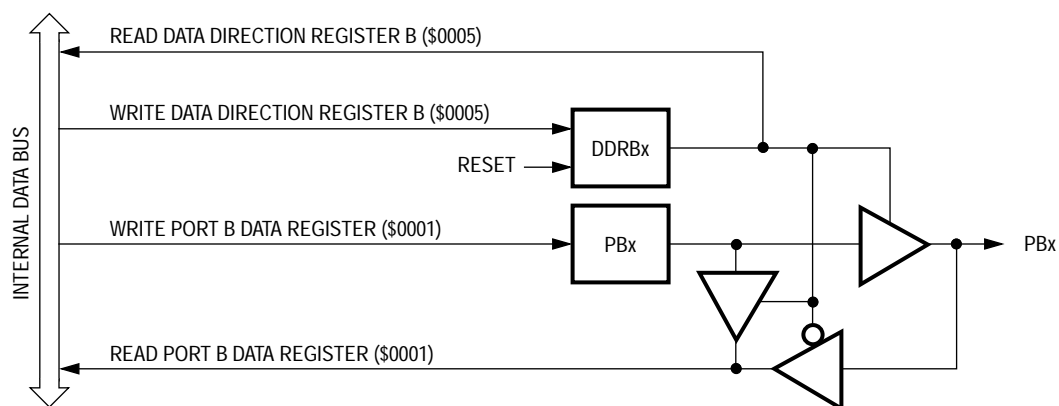 READ DATA DIRECTION REGISTER B ($0005)
WRITE DATA DIRECTION REGISTER B ($0005)
DDRBx
RESET
INTERNAL DATA BUS
WRITE PORT B DATA REGISTER ($0001)
PBx
PBx
READ PORT B DATA REGISTER ($0001)